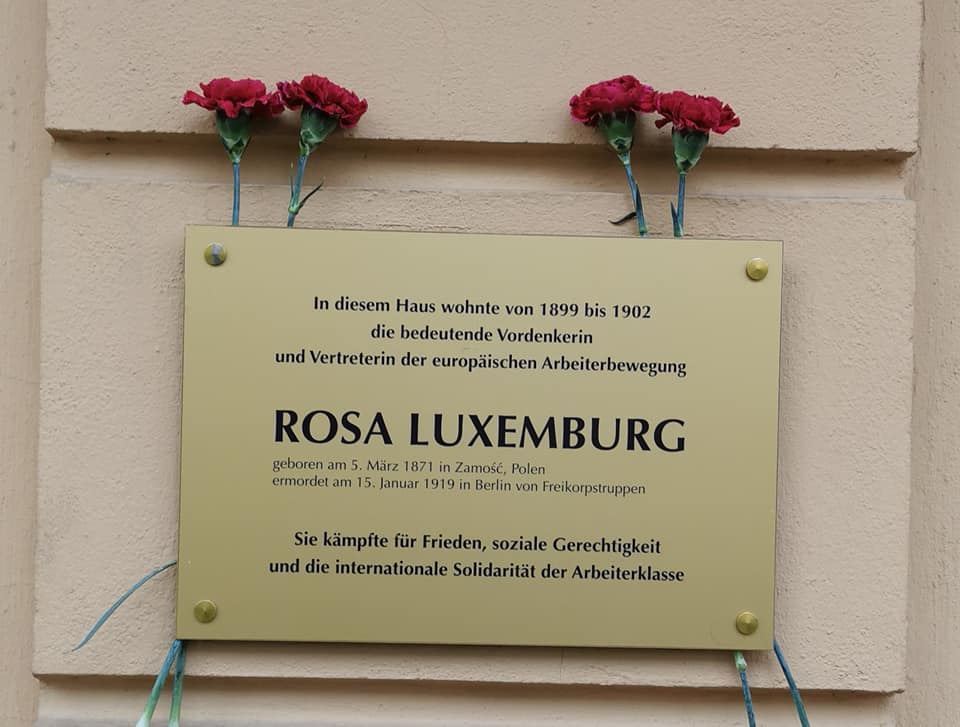 In diesem Haus wohnte von 1899 bis 1902
die bedeutende Vordenkerin
und Vertreterin der europäischen Arbeiterbewegung
ROSA LUXEMBURG
geboren am 5. März 1871 in Zamość, Polen
ermordet am 15. Januar 1919 in Berlin von Freikorpstruppen
Sie kämpfte für Frieden, soziale Gerechtigkeit
und die internationale Solidarität der Arbeiterklasse